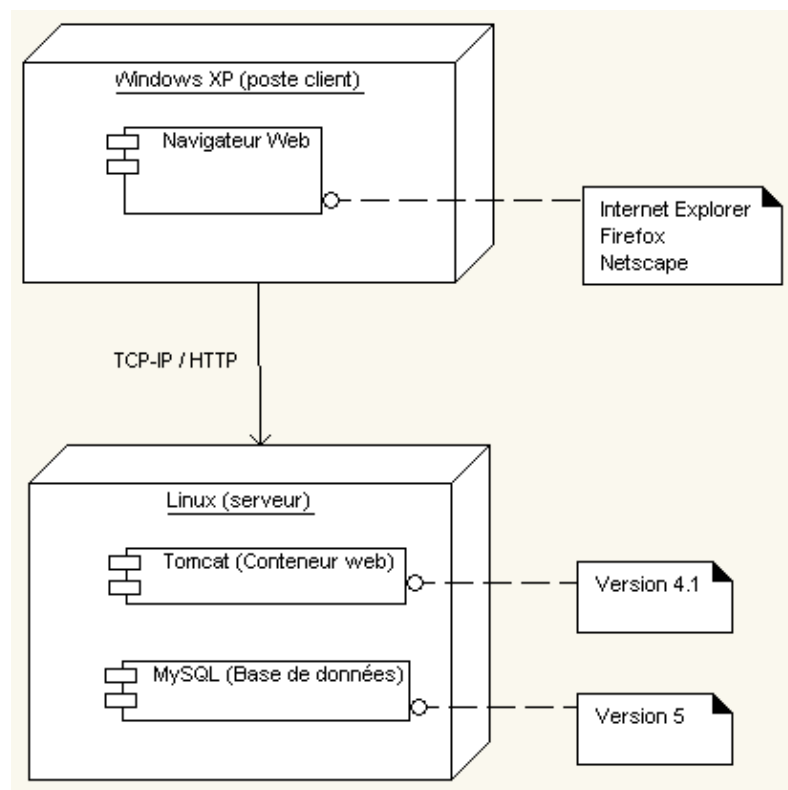 Windows XP (poste client)
Navigateur Web
Internet Explorer
Firefox
Netscape
TCP-IP / HTTP
Linux (serveur)
Tomcat (Conteneur web)
Version 4.1
MySQL (Base de données)
Version 5